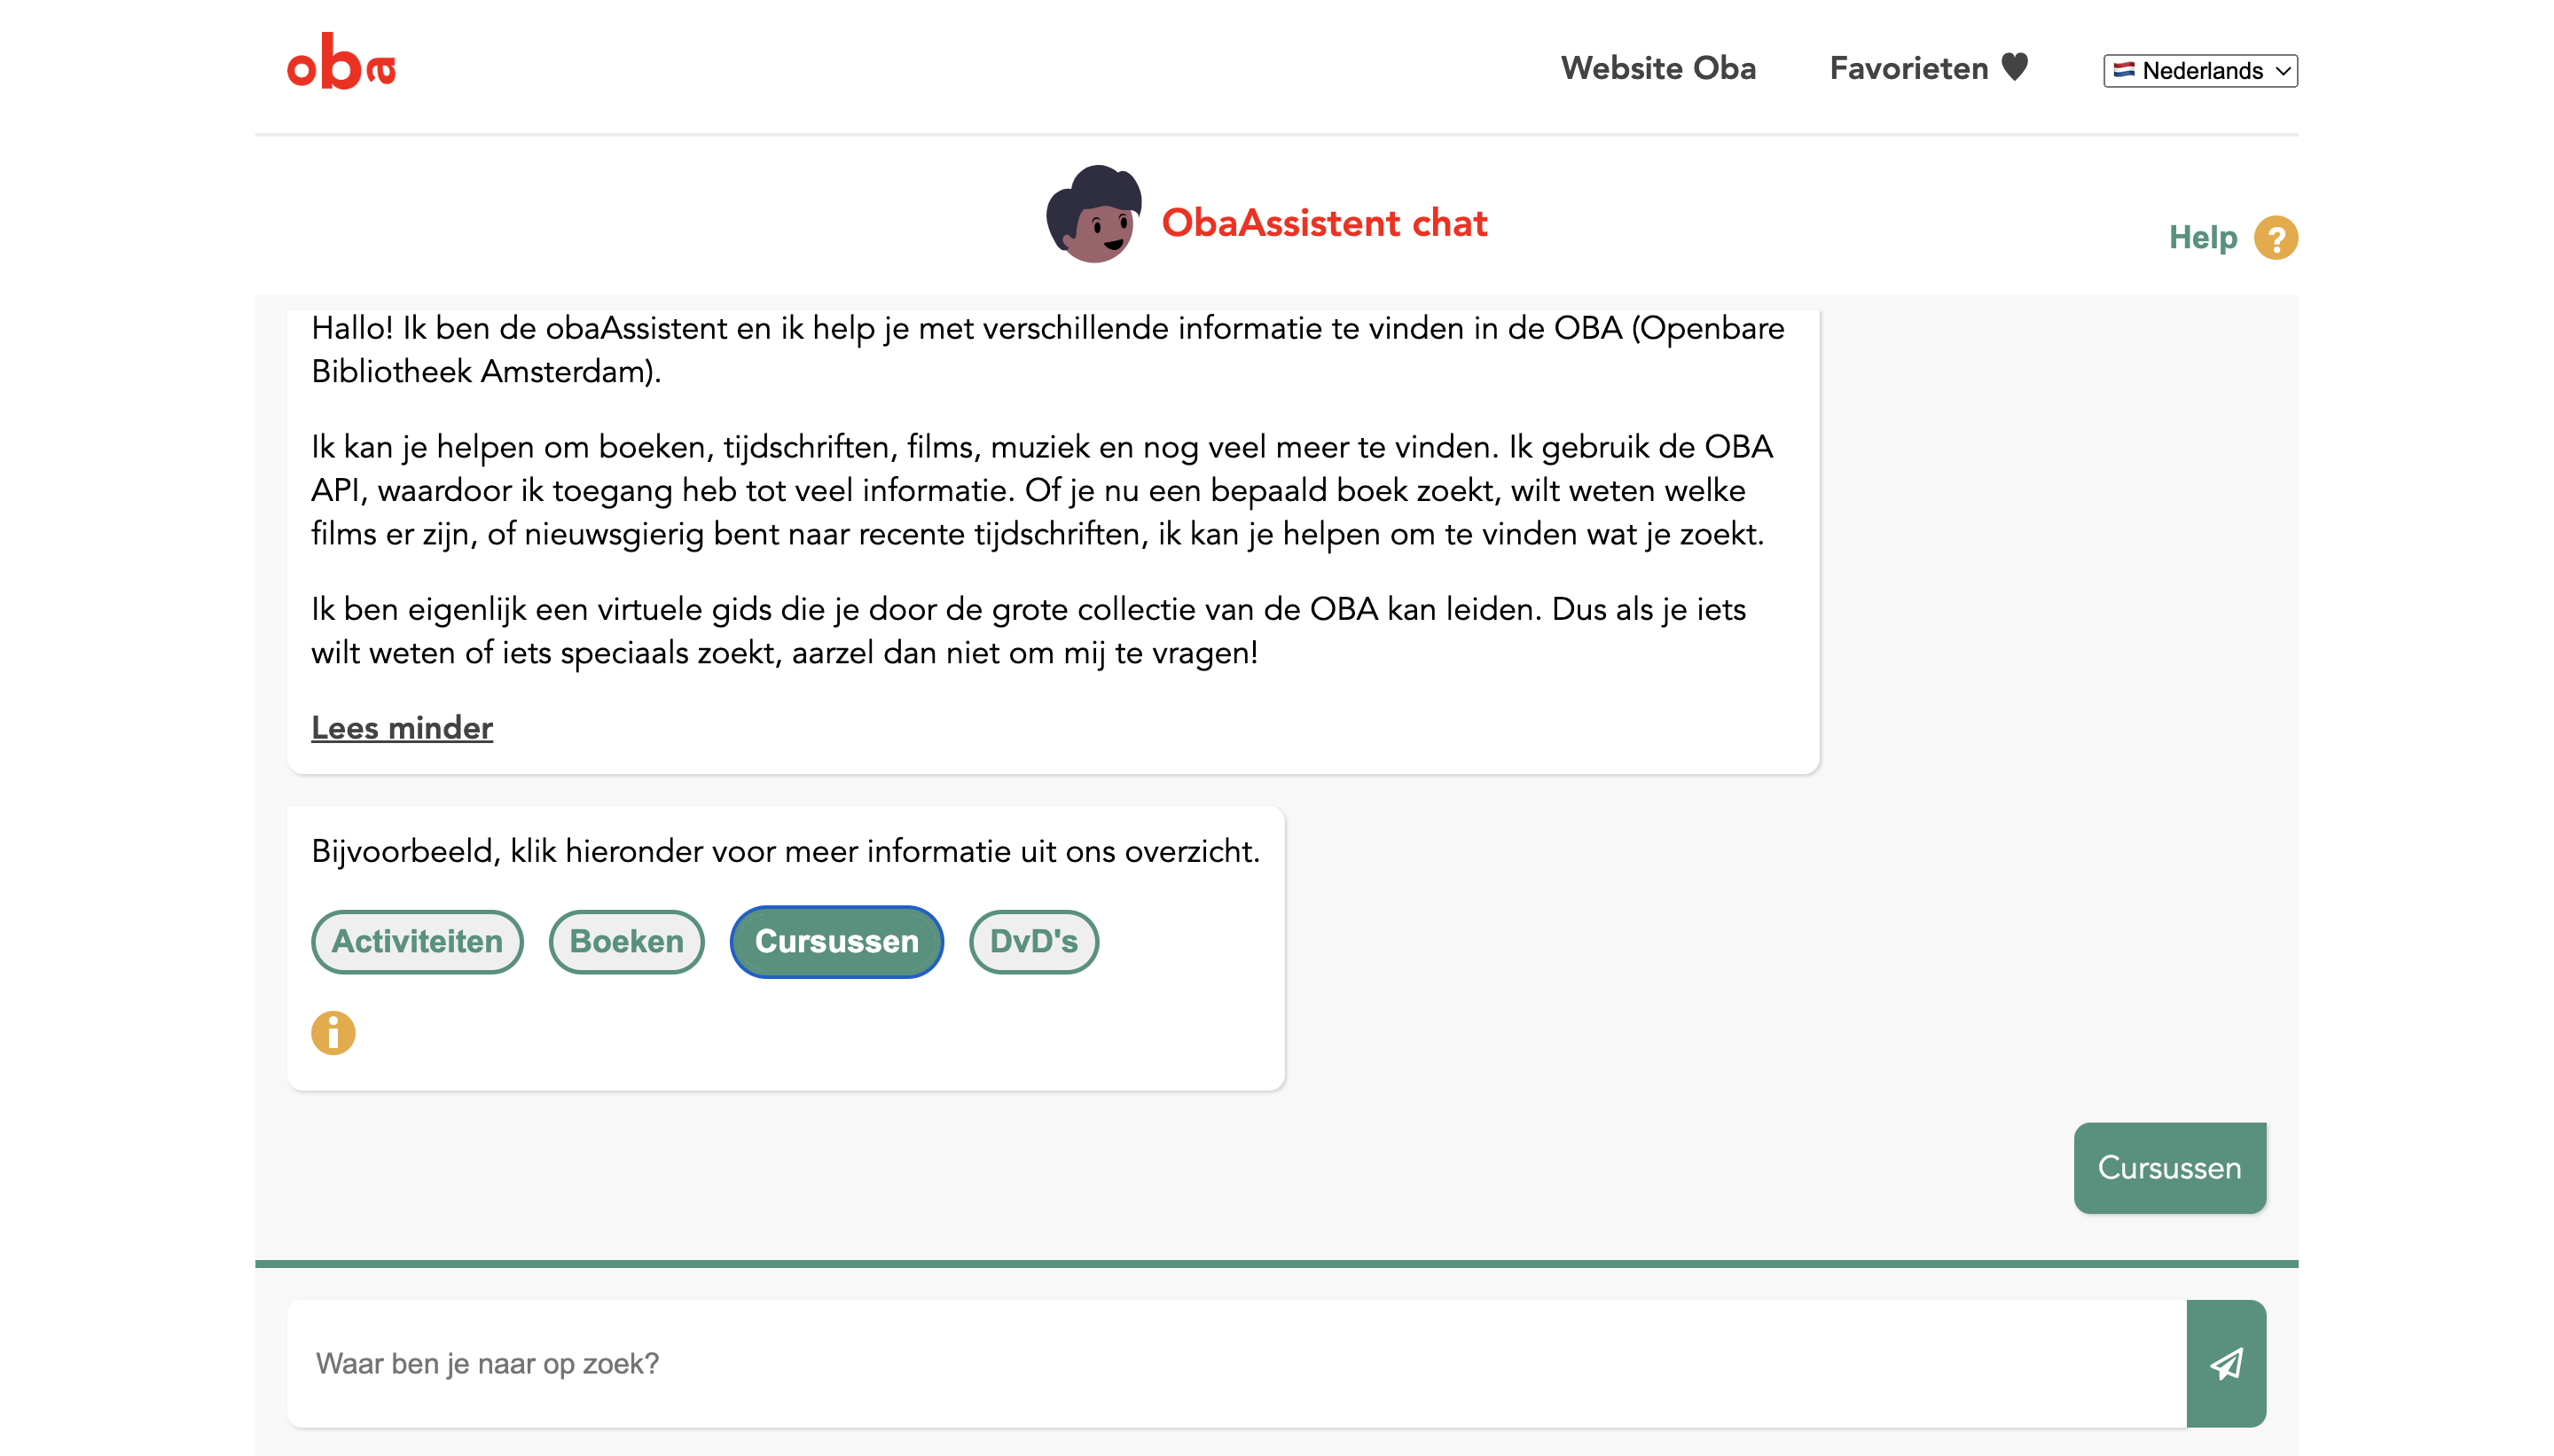 oba
Website Oba
Favorieten
Nederlands
ObaAssistent chat
Help ?
Hallo! Ik ben de obaAssistent en ik help je met verschillende informatie te vinden in de OBA (Openbare
Bibliotheek Amsterdam).
Ik kan je helpen om boeken, tijdschriften, films, muziek en nog veel meer te vinden. Ik gebruik de OBA
API, waardoor ik toegang heb tot veel informatie. Of je nu een bepaald boek zoekt, wilt weten welke
films er zijn, of nieuwsgierig bent naar recente tijdschriften, ik kan je helpen om te vinden wat je zoekt.
Ik ben eigenlijk een virtuele gids die je door de grote collectie van de OBA kan leiden. Dus als je iets
wilt weten of iets speciaals zoekt, aarzel dan niet om mij te vragen!
Lees minder
Bijvoorbeeld, klik hieronder voor meer informatie uit ons overzicht.
Activiteiten
Boeken
Cursussen
DvD's
i
Cursussen
Waar ben je naar op zoek?